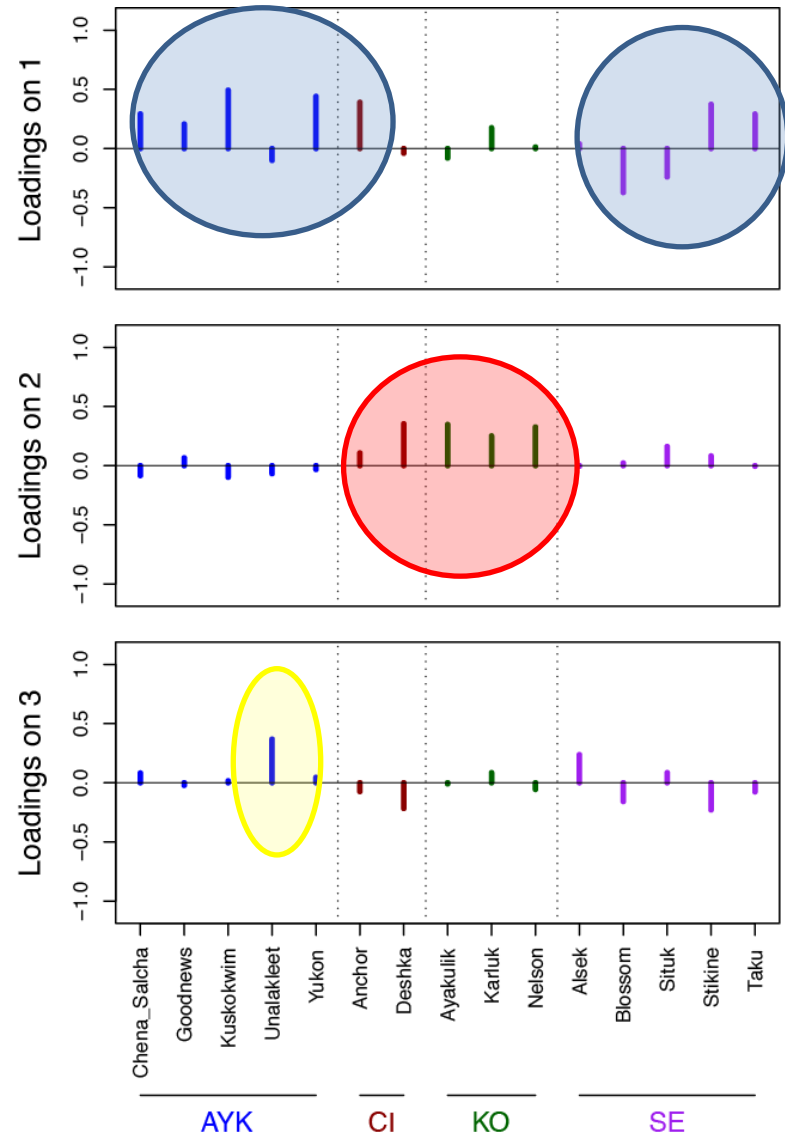 Loadings on 1
1.0
0.5
0.0
−0.5
−1.0
Loadings on 2
1.0
0.5
0.0
−0.5
−1.0
Loadings on 3
1.0
0.5
0.0
−0.5
−1.0
Chena_Salcha
Goodnews
Kuskokwim
Unalakleet
Yukon
Anchor
Deshka
Ayakulik
Karluk
Nelson
Alsek
Blossom
Situk
Stikine
Taku
AYK
CI
KO
SE